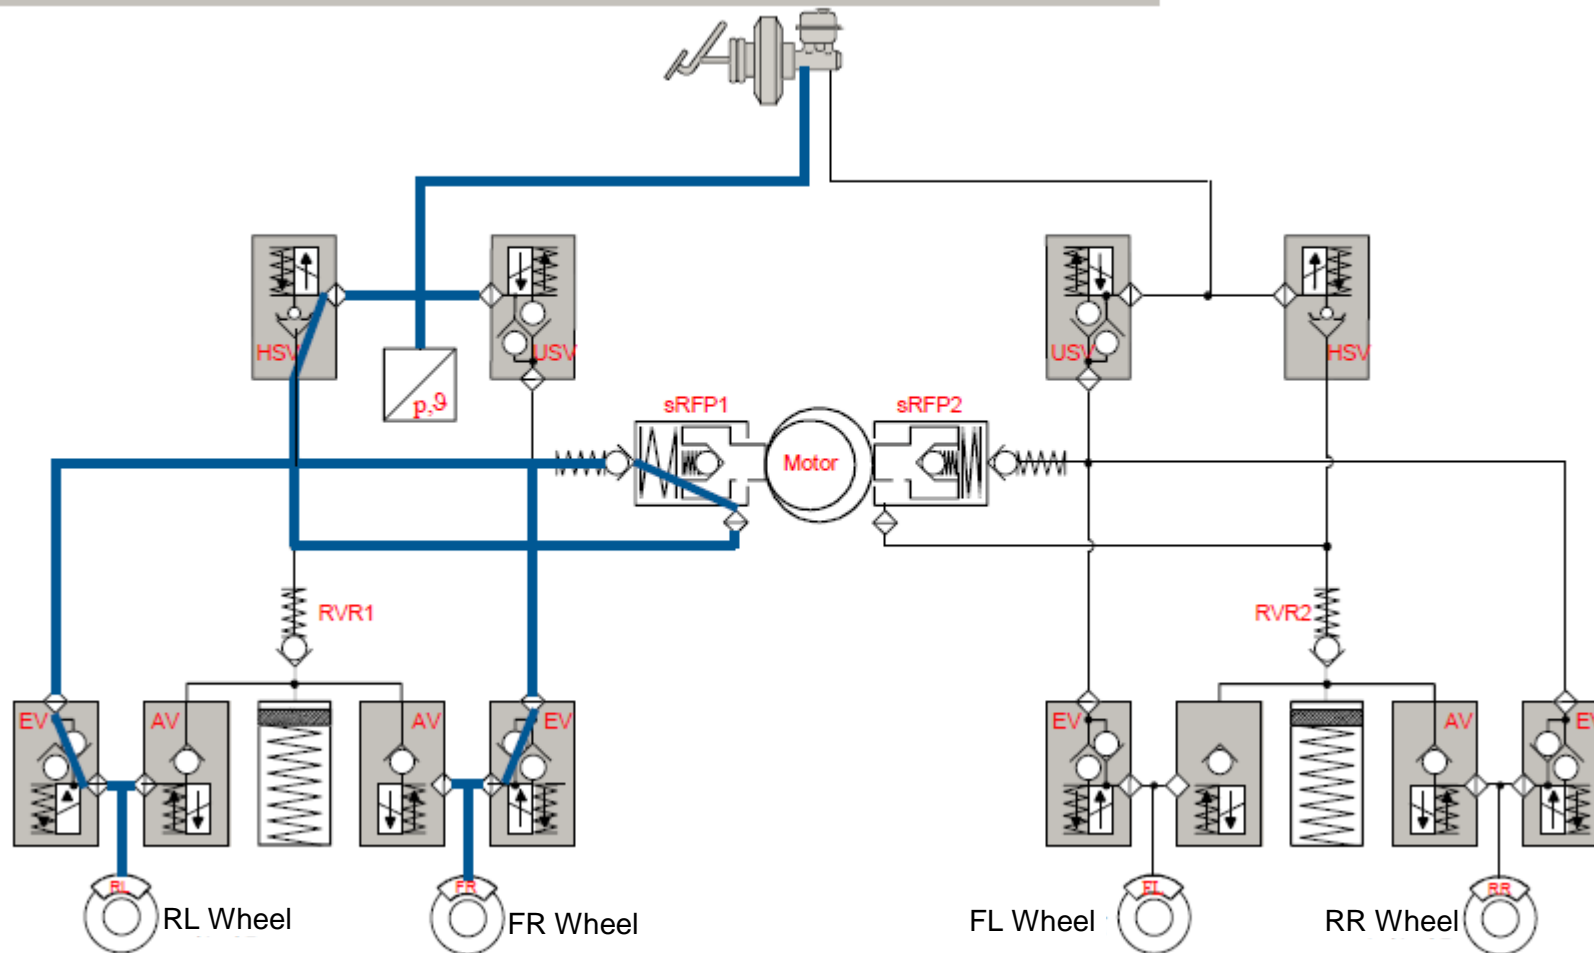 HSV
USV
USV
HSV
p,ϑ
sRFP1
sRFP2
Motor
RVR1
RVR2
EV
AV
AV
EV
EV
AV
EV
RL
FR
FL
RR
RL Wheel
FR Wheel
FL Wheel
RR Wheel